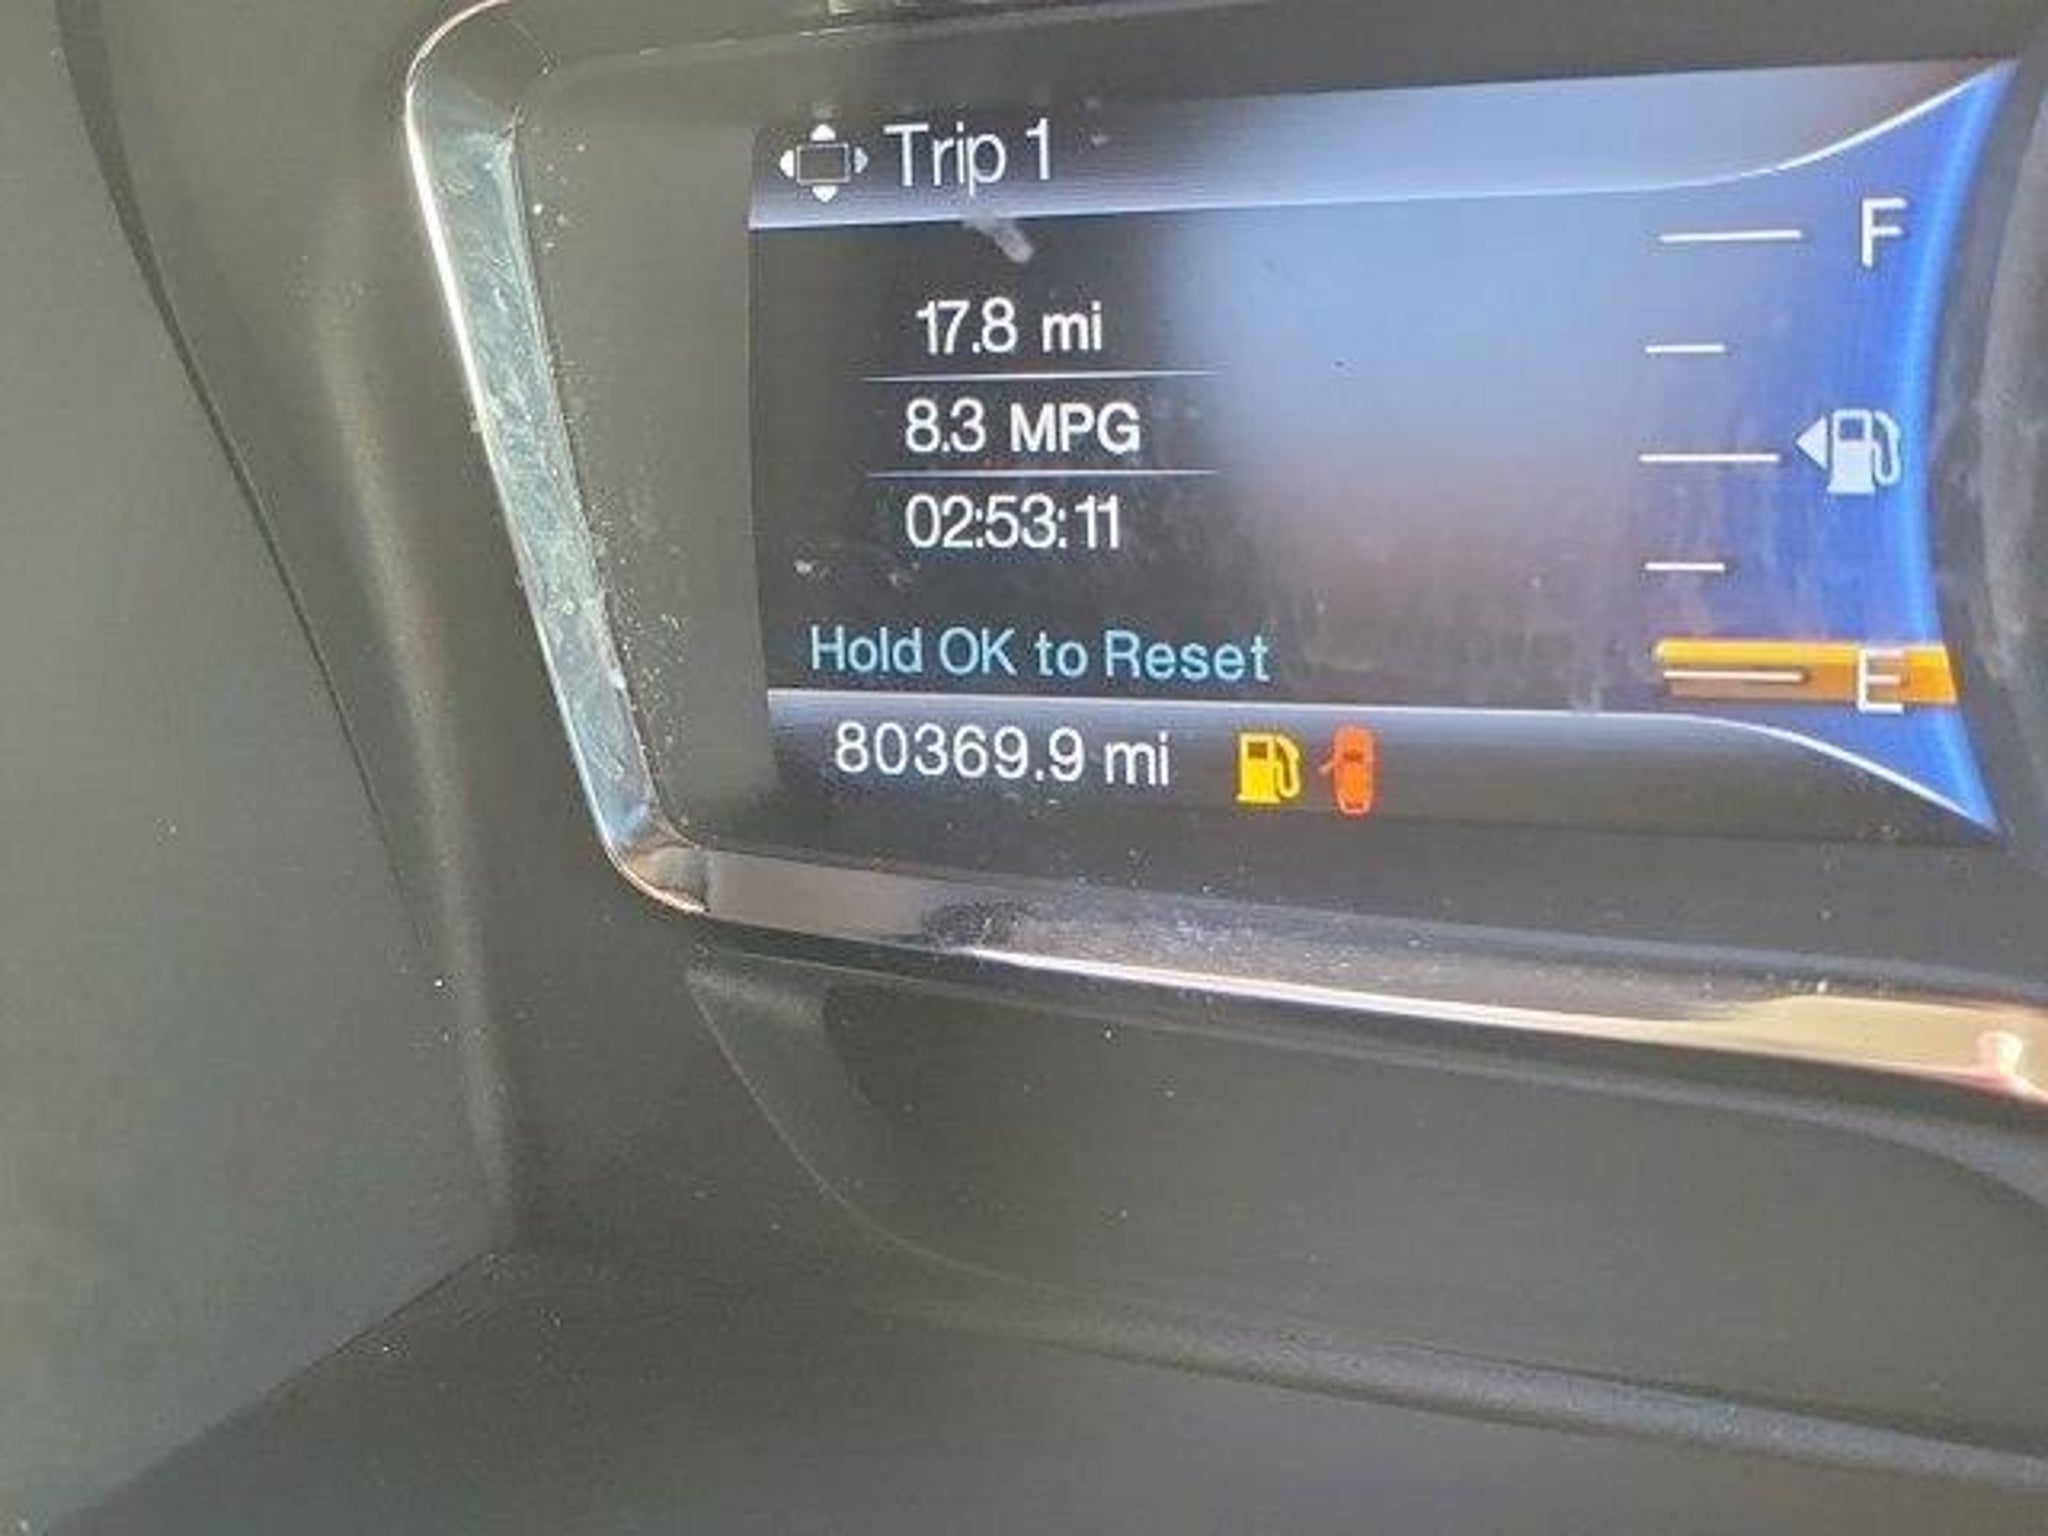 Trip 1
F
17.8 mi
8.3 MPG
02:53:11
Hold OK to Reset
E
80369.9 mi